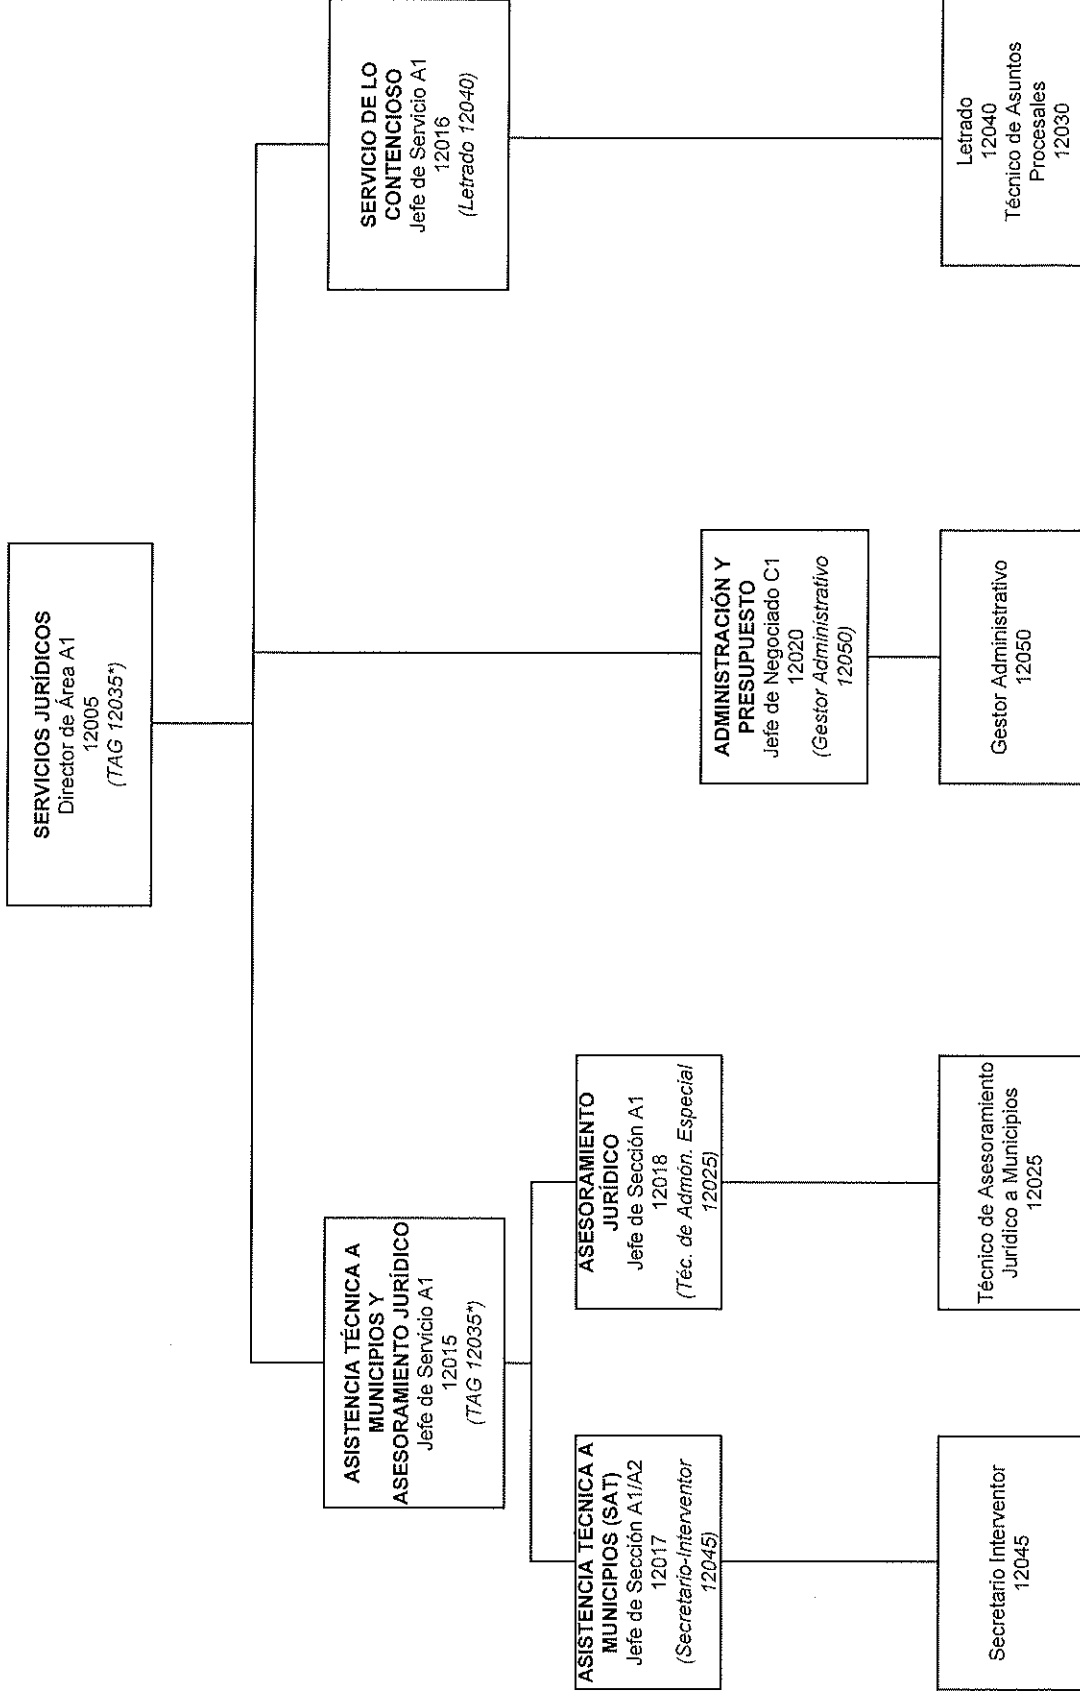 SERVICIOS JURÍDICOS
Director de Área A1
12005
(TAG 12035*)
ASISTENCIA TÉCNICA A
MUNICIPIOS Y
ASESORAMIENTO JURÍDICO
Jefe de Servicio A1
12015
(TAG 12035*)
SERVICIO DE LO
CONTENCIOSO
Jefe de Servicio A1
12016
(Letrado 12040)
ASISTENCIA TECNICA A
MUNICIPIOS (SAT)
Jefe de Sección A1/A2
12017
(Secretario-Interventor
12045)
ASESORAMIENTO
JURÍDICO
Jefe de Sección A1
12018
(Téc. de Admón. Especial
12025)
ADMINISTRACIÓN Y
PRESUPUESTO
Jefe de Negociado C1
12020
(Gestor Administrativo
12050)
Secretario Interventor
12045
Técnico de Asesoramiento
Jurídico a Municipios
12025
Gestor Administrativo
12050
Letrado
12040
Técnico de Asuntos
Procesales
12030